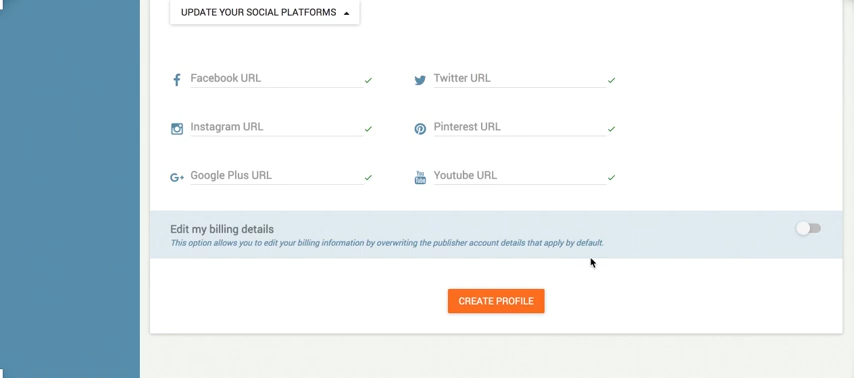 UPDATE YOUR SOCIAL PLATFORMS
Facebook URL
Twitter URL
Instagram URL
Pinterest URL
G+ Google Plus URL
You Tube Youtube URL
Edit my billing details
This option allows you to edit your billing information by overwriting the publisher account details that apply by default.
CREATE PROFILE